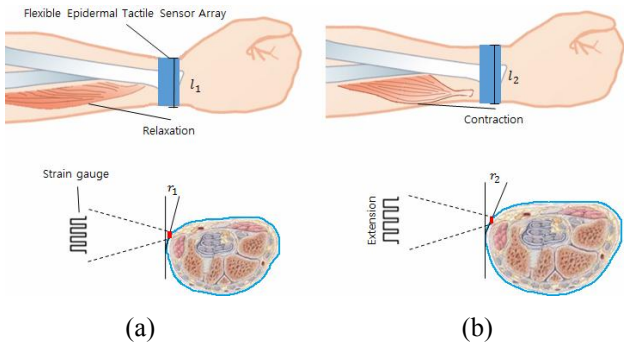 Flexible Epidermal Tactile Sensor Array
l1
Relaxation
l2
Contraction
Strain gauge
r1
Extension
r2
(a)
(b)